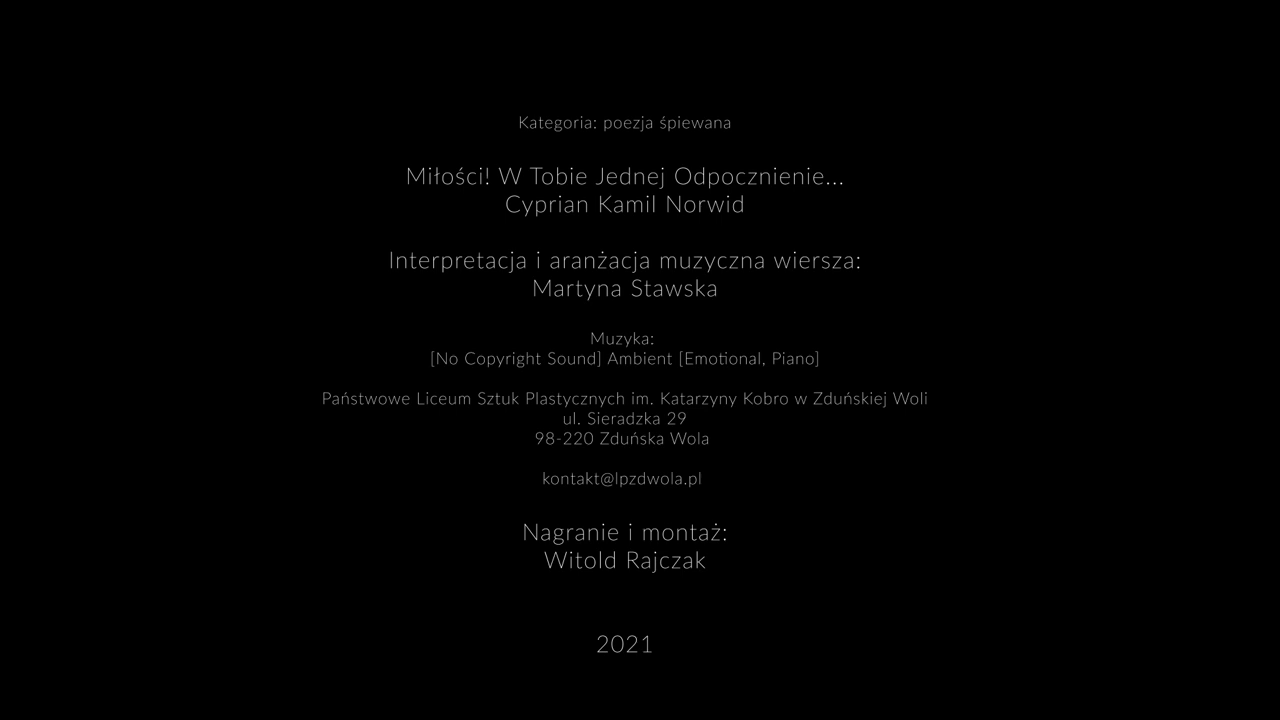 Kategoria: poezja śpiewana
Miłości! W Tobie Jednej Odpocznienie...
Cyprian Kamil Norwid
Interpretacja i aranżacja muzyczna wiersza:
Martyna Stawska
Muzyka:
[No Copyright Sound] Ambient [Emotional, Piano]
Państwowe Liceum Sztuk Plastycznych im. Katarzyny Kobro w Zduńskiej Woli
ul. Sieradzka 29
98-220 Zduńska Wola
kontakt@lpzdwola.pl
Nagranie i montaż:
Witold Rajczak
2021